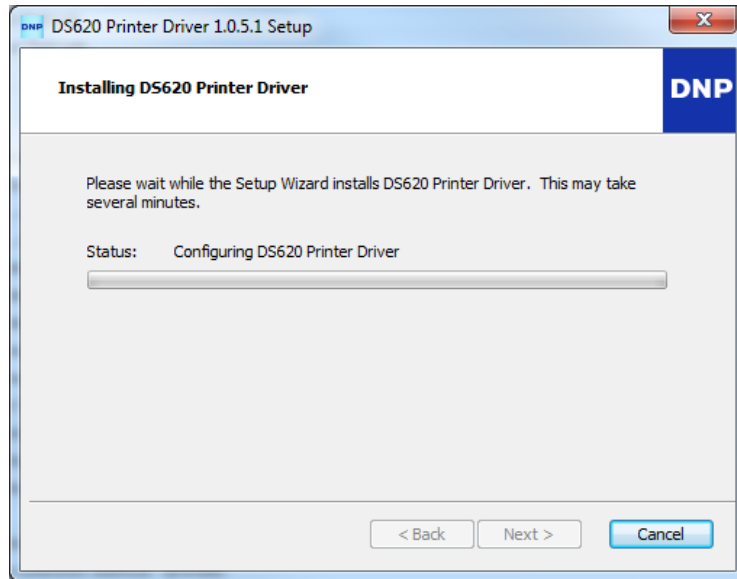 DNP DS620 Printer Driver 1.0.5.1 Setup
Installing DS620 Printer Driver
DNP
Please wait while the Setup Wizard installs DS620 Printer Driver. This may take
several minutes.
Status: Configuring DS620 Printer Driver
< Back Next > Cancel